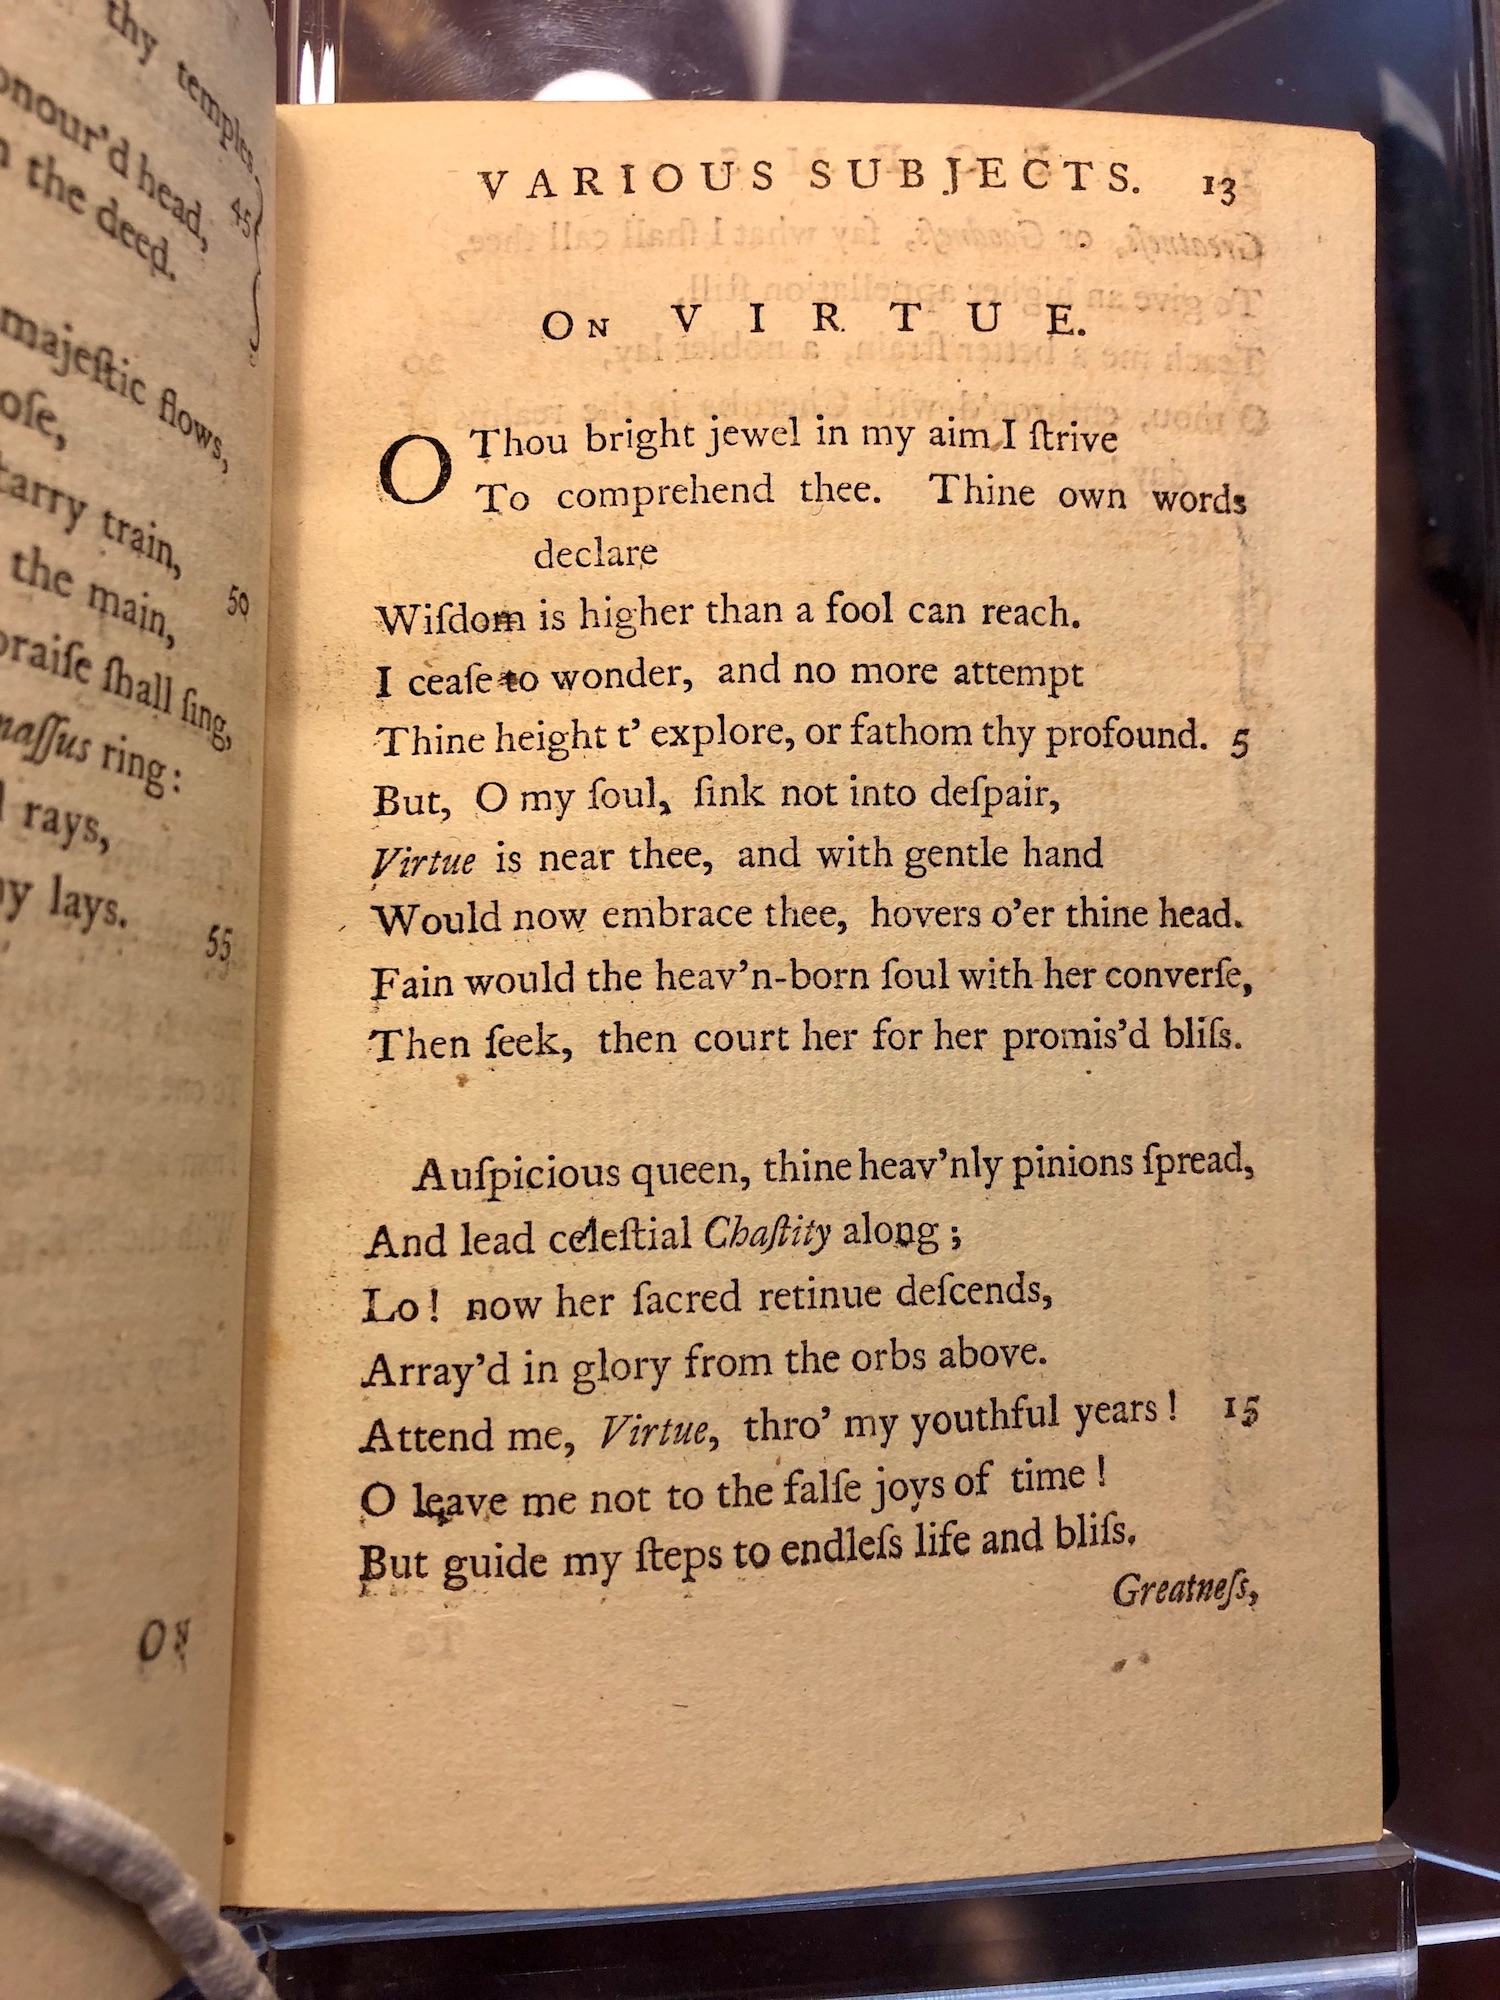 thy temples
onour'd head, 45
the deed.
majeſtic flows,
oſe,
tarry train, 50
the main,
praiſe ſhall ſing,
naſſus ring:
rays,
lays. 55
VARIOUS SUBJECTS. 13
ON VIRTUE.
O Thou bright jewel in my aim I ſtrive
To comprehend thee. Thine own words
declare
Wiſdom is higher than a fool can reach.
I ceaſe to wonder, and no more attempt
Thine height t' explore, or fathom thy profound. 5
But, O my ſoul, ſink not into deſpair,
Virtue is near thee, and with gentle hand
Would now embrace thee, hovers o'er thine head.
Fain would the heav'n-born ſoul with her converſe,
Then ſeek, then court her for her promis'd bliſs.
Auſpicious queen, thine heav'nly pinions ſpread,
And lead celeſtial Chaſtity along;
Lo! now her ſacred retinue deſcends,
Array'd in glory from the orbs above.
Attend me, Virtue, thro' my youthful years! 15
O leave me not to the falſe joys of time!
But guide my ſteps to endleſs life and bliſs.
Greatneſs,